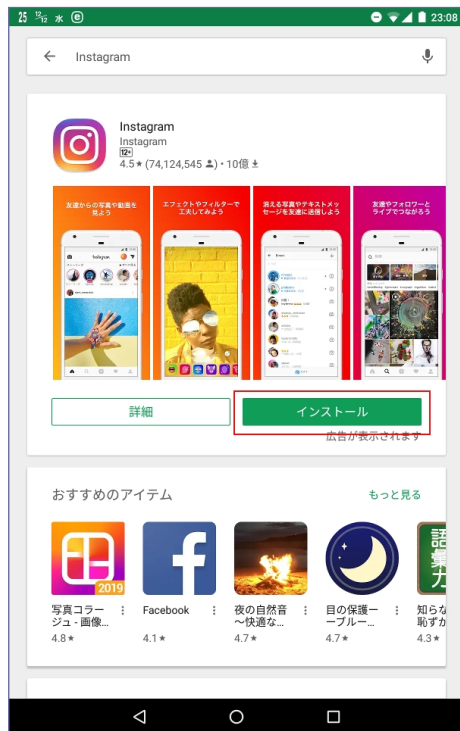 25 12/12 水 e 23:08
Instagram
Instagram
Instagram
12+
4.5★ (74,124,545) • 10億
友達からの写真や動画を
見よう
エフェクトやフィルターで
工夫してみよう
消える写真やテキストメッ
セージを友達に送信しよう
友達やフォロワーと
ライブでつながろう
Instagram
詳細
インストール
広告が表示されます
おすすめのアイテム
もっと見る
2019
語彙力
写真コラー
ジュ - 画像...
4.8★
Facebook
4.1★
夜の自然音
～快適な...
4.7★
目の保護ー
ーブルー...
4.7★
知らな
恥ずか
4.3★